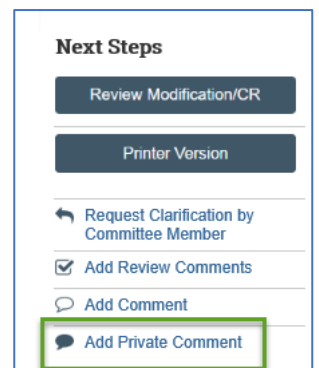 Next Steps
Review Modification/CR
Printer Version
Request Clarification by
Committee Member
Add Review Comments
Add Comment
Add Private Comment